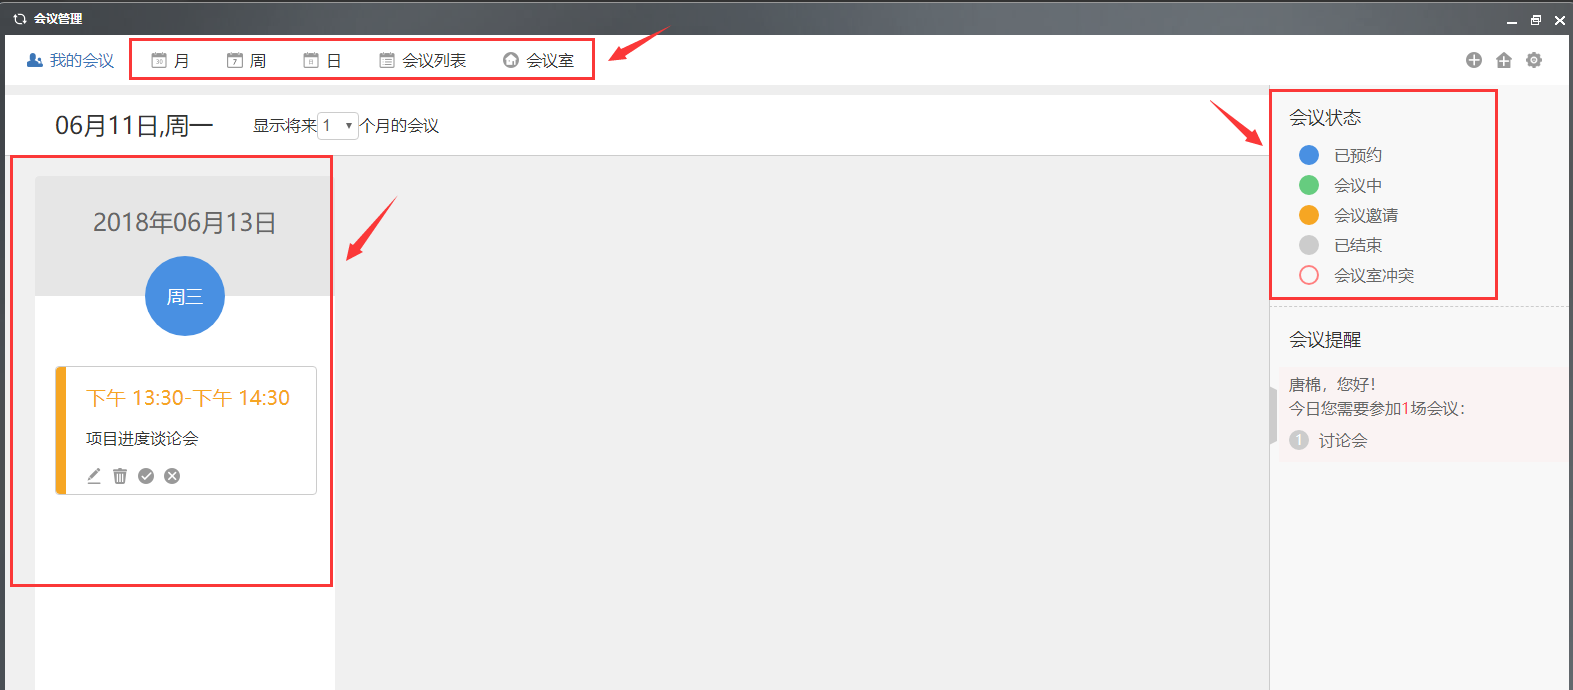 会议管理
我的会议 月 周 日 会议列表 会议室
06月11日,周一 显示将来 1 个月的会议
2018年06月13日
周三
下午 13:30-下午 14:30
项目进度谈论会
会议状态
已预约
会议中
会议邀请
已结束
会议室冲突
会议提醒
唐棉，您好！
今日您需要参加1场会议：
1 讨论会